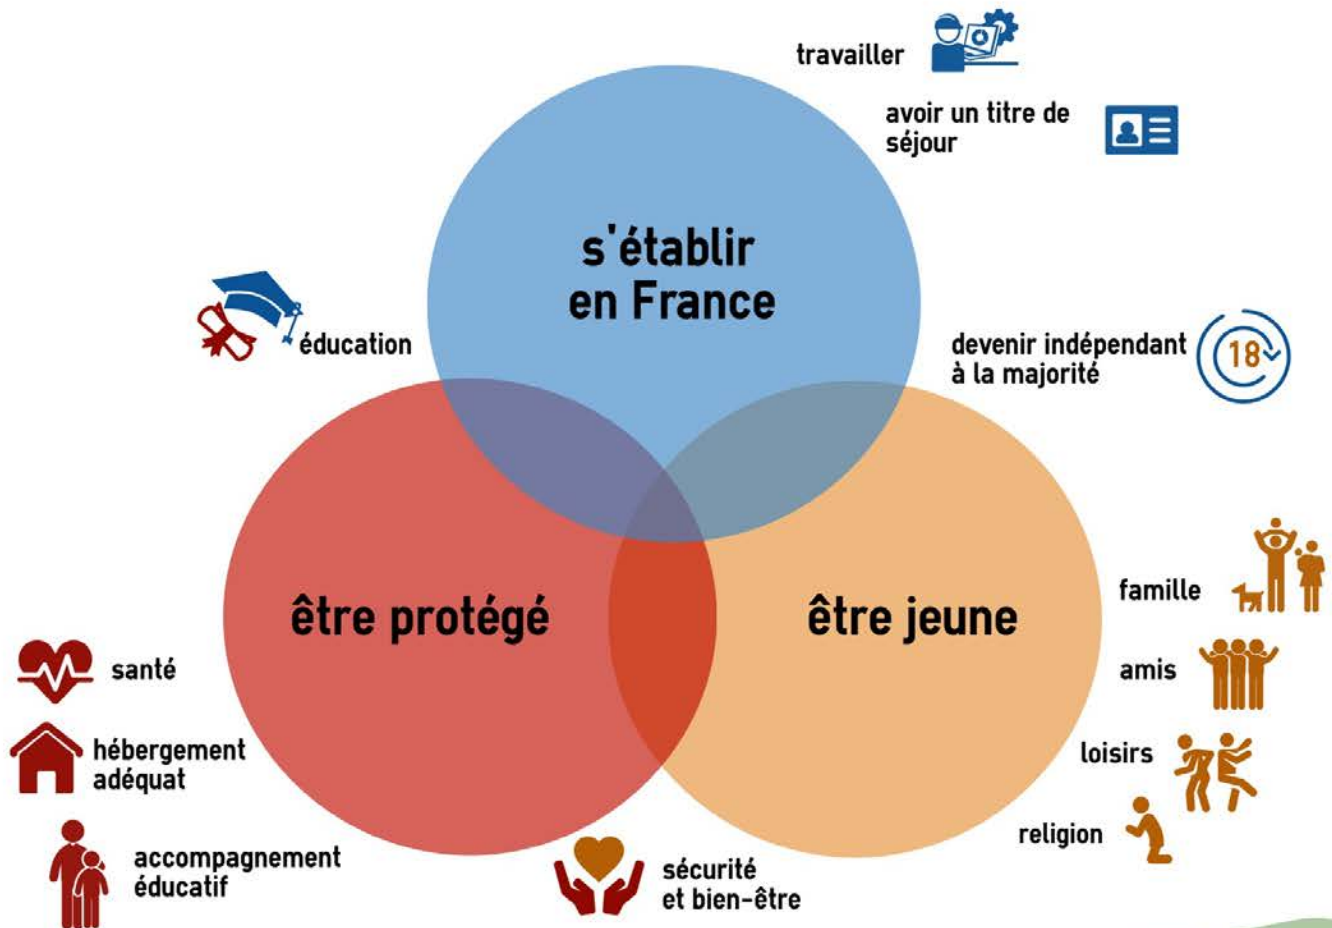 travailler
avoir un titre de
séjour
s'établir
en France
éducation
devenir indépendant
à la majorité
18
être protégé
être jeune
famille
amis
loisirs
religion
santé
hébergement
adéquat
accompagnement
éducatif
sécurité
et bien-être